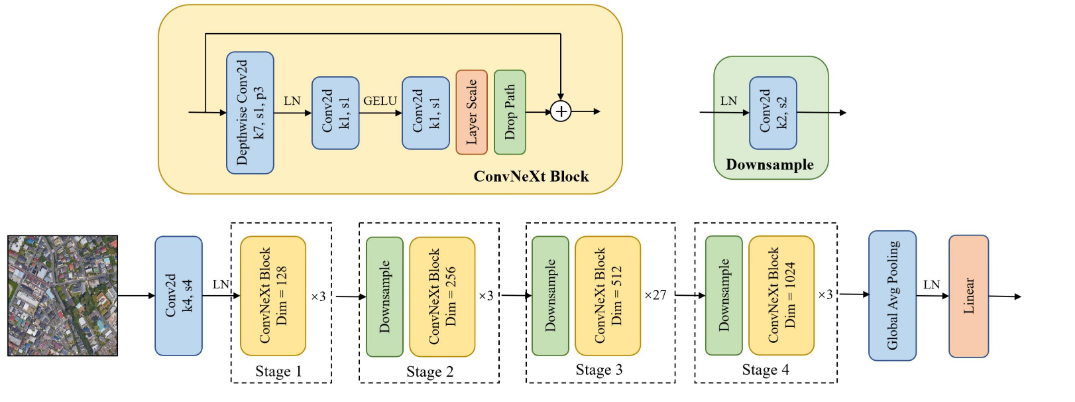 Depthwise Conv2d
k7, s1, p3
LN
Conv2d
k1, s1
GELU
Conv2d
k1, s1
Layer Scale
Drop Path
+
ConvNeXt Block
LN
Conv2d
k2, s2
Downsample
Conv2d
k4, s4
LN
ConvNeXt Block
Dim = 128
×3
Stage 1
Downsample
ConvNeXt Block
Dim = 256
×3
Stage 2
Downsample
ConvNeXt Block
Dim = 512
×27
Stage 3
Downsample
ConvNeXt Block
Dim = 1024
×3
Stage 4
Global Avg Pooling
LN
Linear